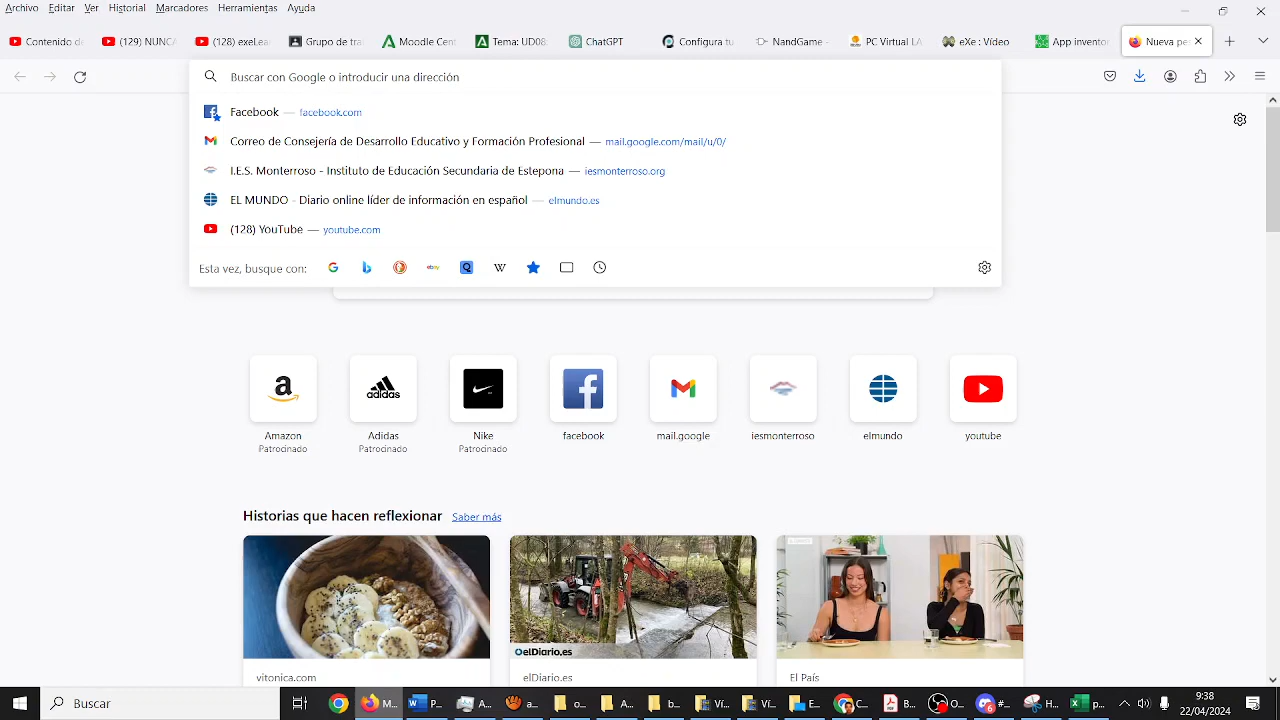 Archivo Editar Ver Historial Marcadores Herramientas Ayuda
Contenido d (129) NUNCA (128) exeLea Grupo de tra Moodle Cent Tema: UD08: ChatGPT Configura tu NandGame - PC Virtual LA eXe : Vídeo App inventor Nueva pe
Buscar con Google o introducir una dirección
Facebook — facebook.com
Correo de Consejería de Desarrollo Educativo y Formación Profesional — mail.google.com/mail/u/0/
I.E.S. Monterroso - Instituto de Educación Secundaria de Estepona — iesmonterroso.org
EL MUNDO - Diario online líder de información en español — elmundo.es
(128) YouTube — youtube.com
Esta vez, busque con:
Amazon Adidas Nike facebook mail.google iesmonterroso elmundo youtube
Patrocinado Patrocinado Patrocinado
Historias que hacen reflexionar Saber más
elDiario.es
vitonica.com elDiario.es El País
Buscar M... P... A... a... o... A... b... Vi... VE... E... C... B... O... #... H... p...
9:38
22/04/2024